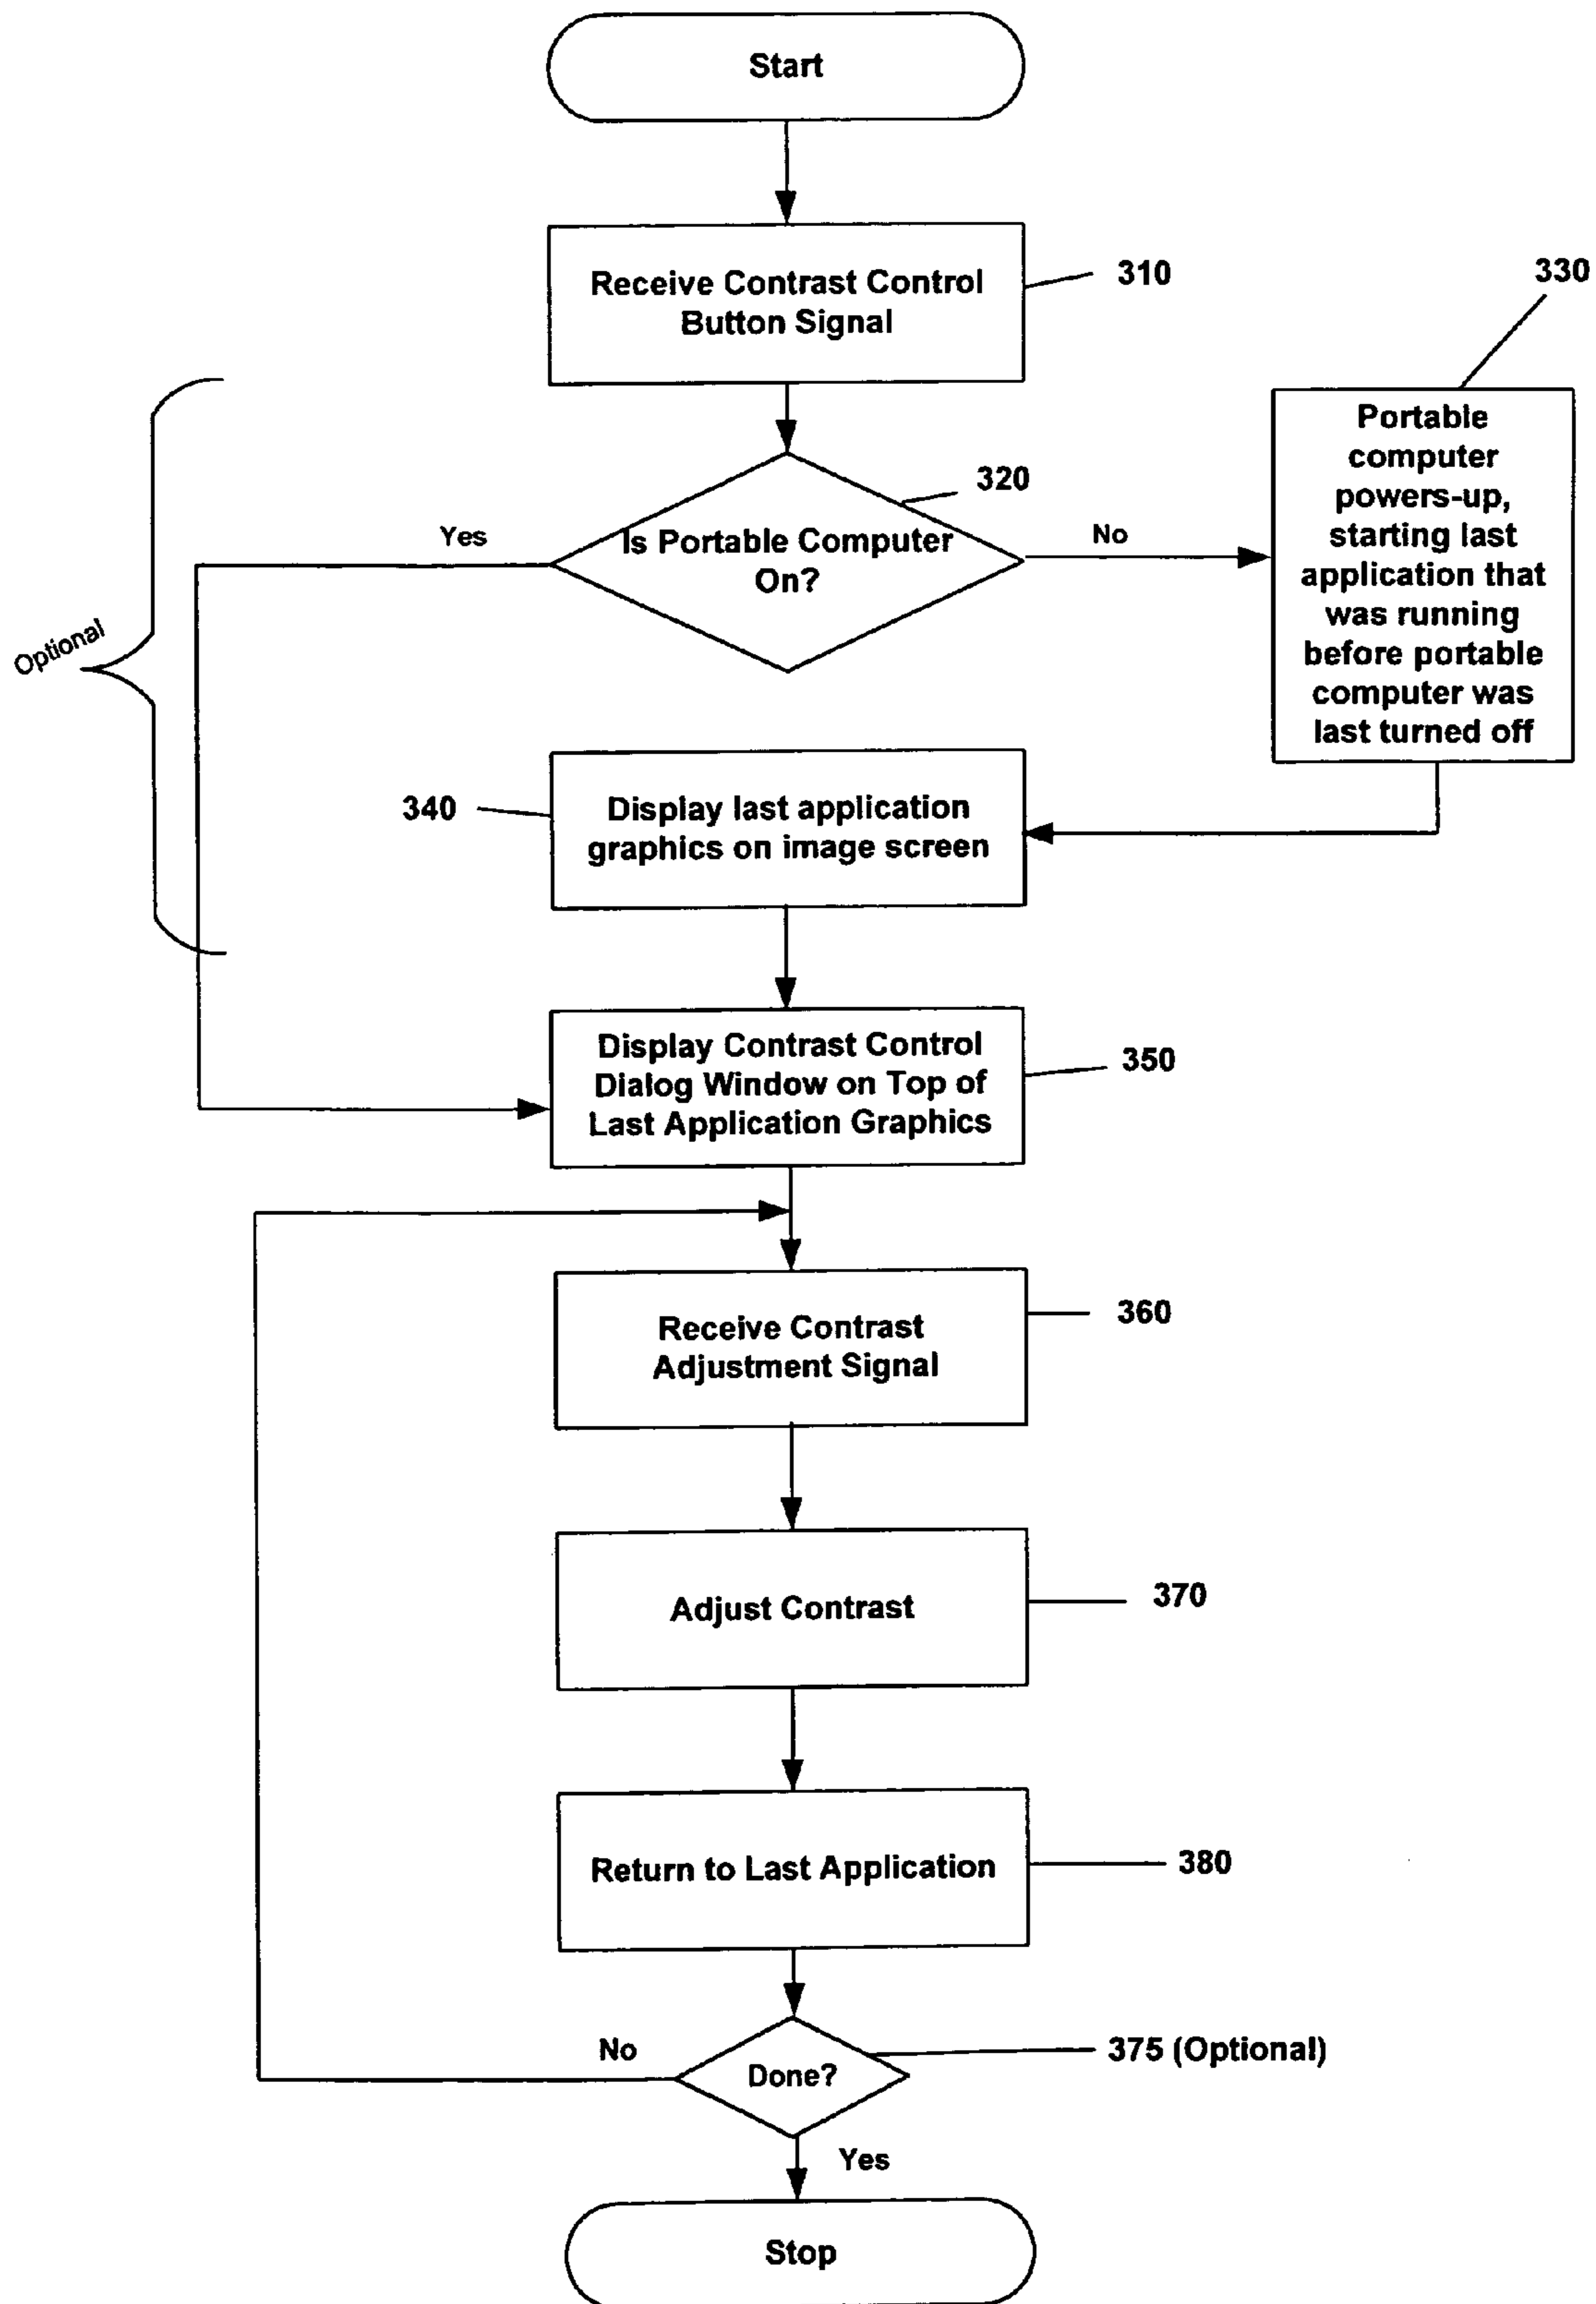 Start
Receive Contrast Control
Button Signal
310
330
Portable
computer
powers-up,
starting last
application that
was running
before portable
computer was
last turned off
320
Yes
Is Portable Computer
On?
No
Optional
340
Display last application
graphics on image screen
Display Contrast Control
Dialog Window on Top of
Last Application Graphics
350
Receive Contrast
Adjustment Signal
360
Adjust Contrast
370
Return to Last Application
380
No
Done?
375 (Optional)
Yes
Stop